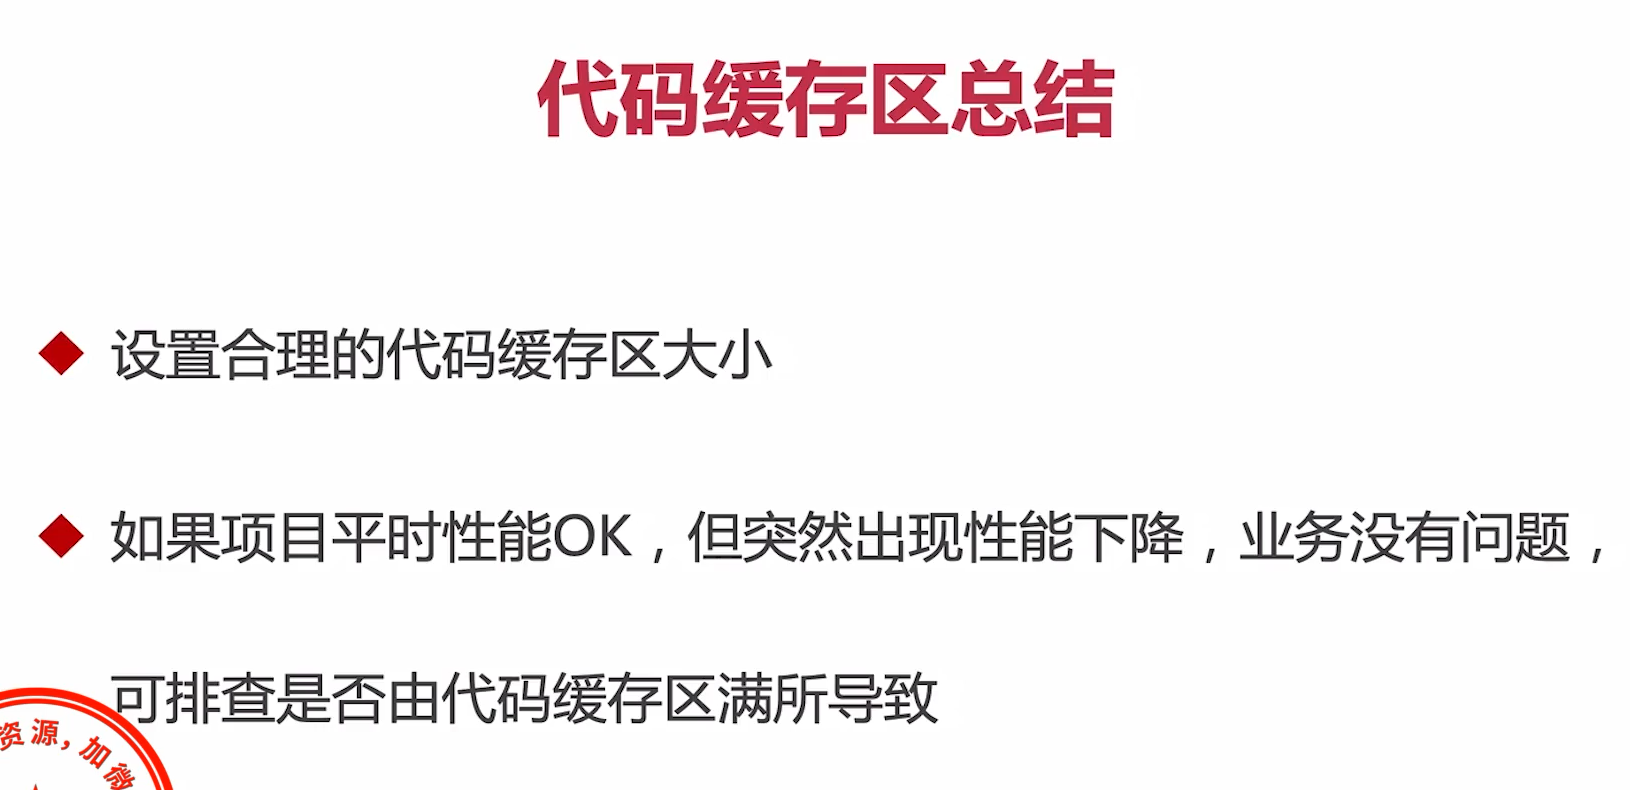 代码缓存区总结
设置合理的代码缓存区大小
如果项目平时性能OK，但突然出现性能下降，业务没有问题，
可排查是否由代码缓存区满所导致
资源，加微